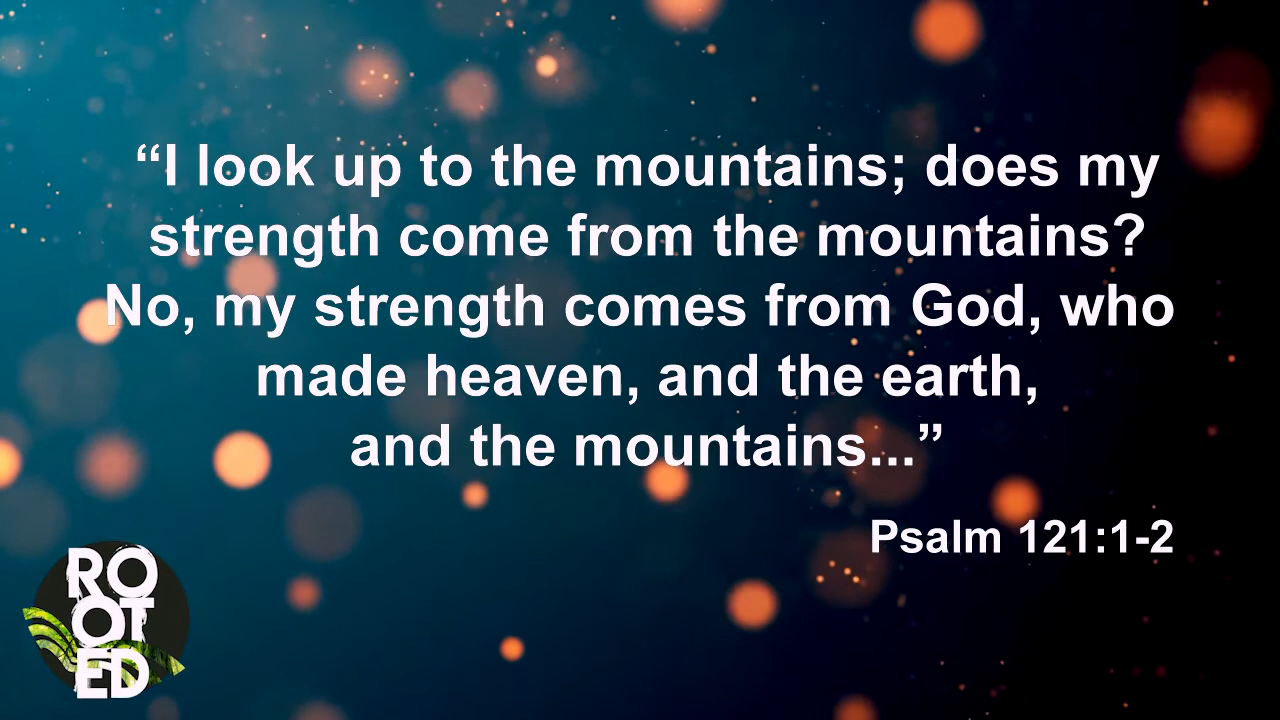 “I look up to the mountains; does my
strength come from the mountains?
No, my strength comes from God, who
made heaven, and the earth,
and the mountains...”
Psalm 121:1-2
RO
OT
ED